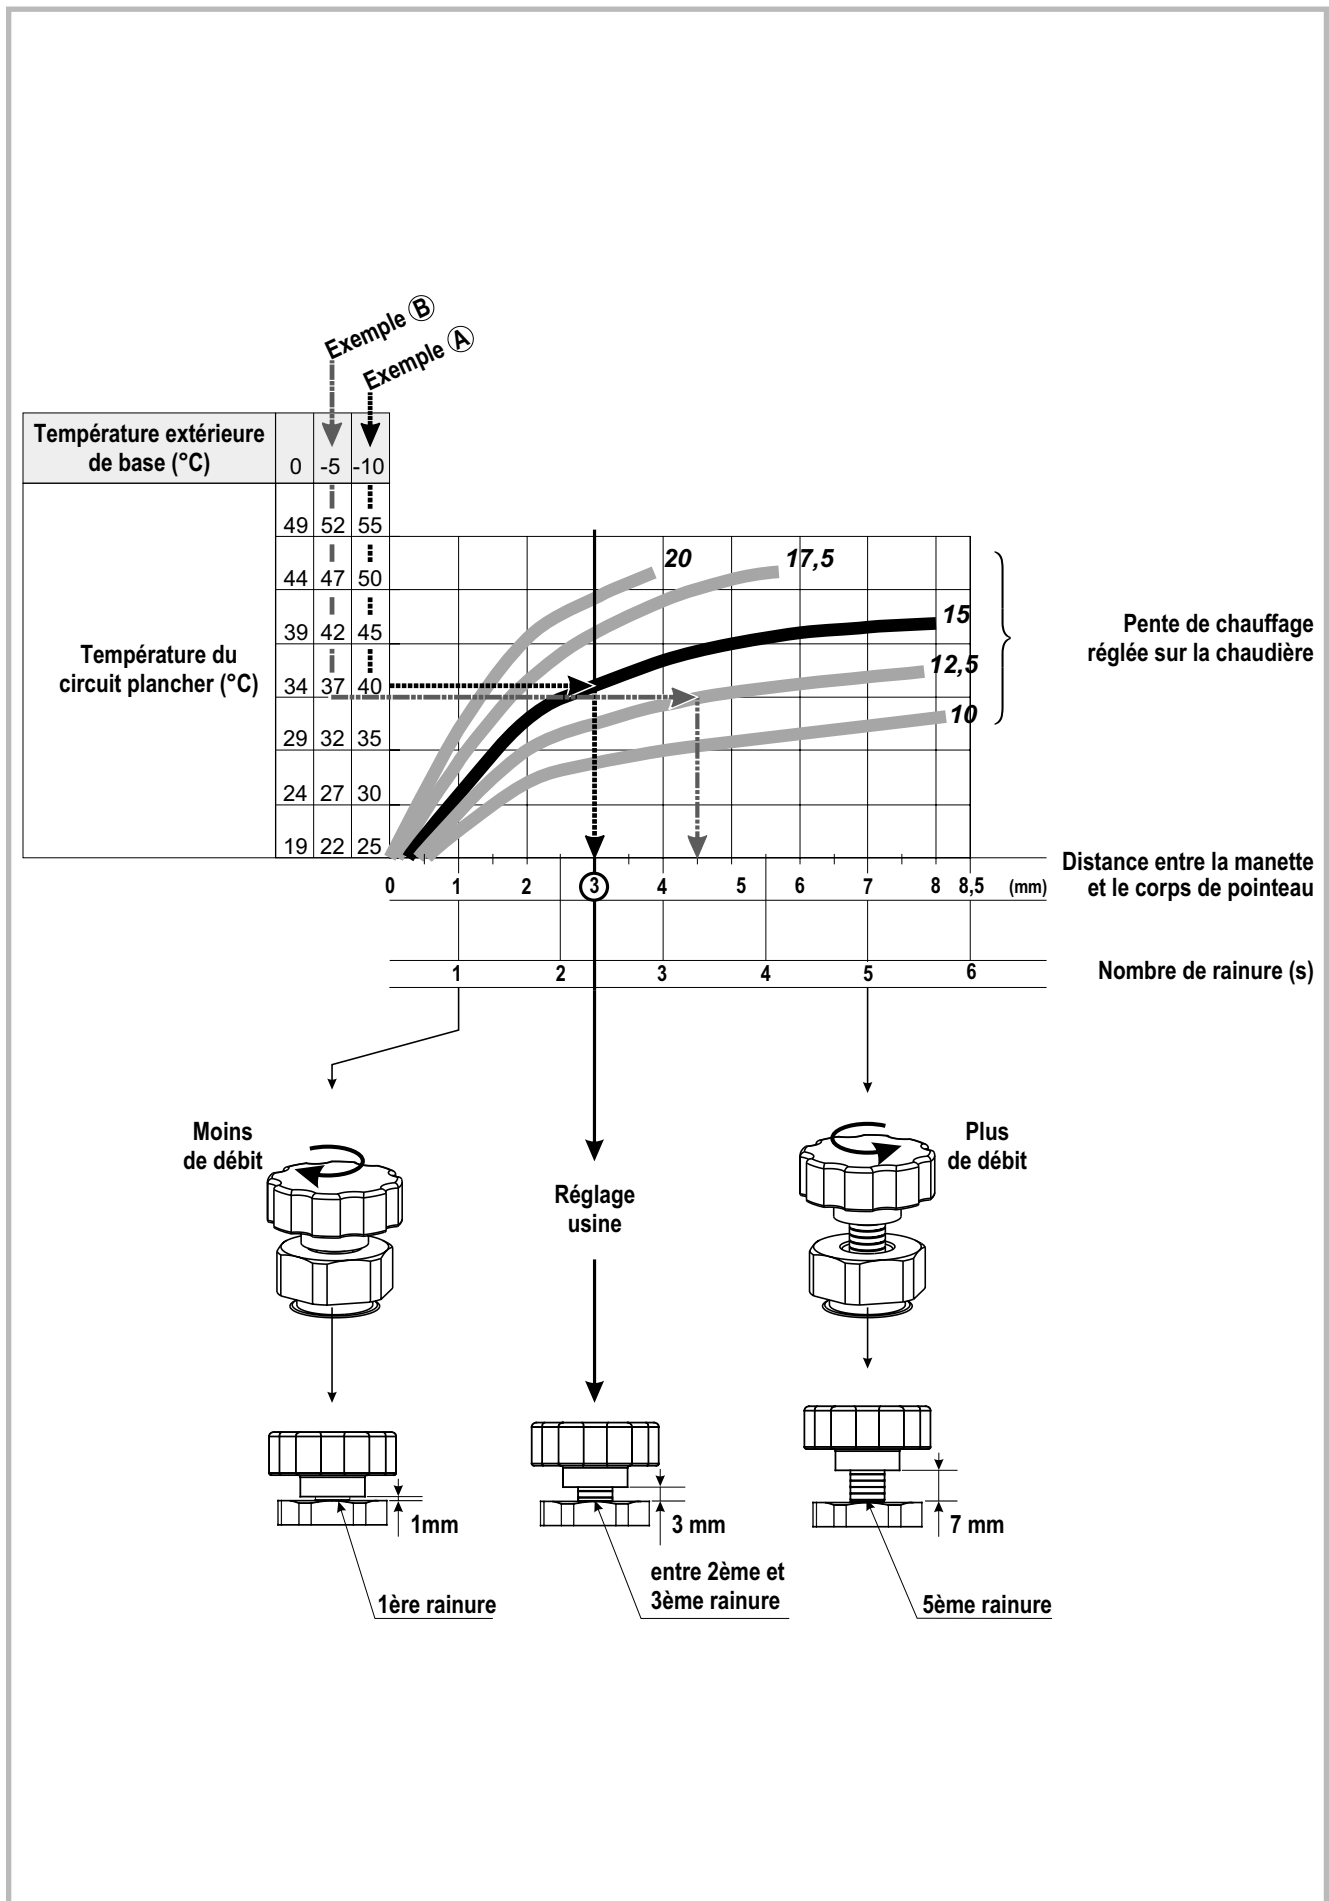 Exemple B
Exemple A
Température extérieure
de base (°C)
0 -5 -10
49 52 55
44 47 50
39 42 45
34 37 40
29 32 35
24 27 30
19 22 25
Température du
circuit plancher (°C)
20
17,5
15
12,5
10
Pente de chauffage
réglée sur la chaudière
0 1 2 3 4 5 6 7 8 8,5 (mm)
Distance entre la manette
et le corps de pointeau
1 2 3 4 5 6
Nombre de rainure (s)
Moins
de débit
Réglage
usine
Plus
de débit
1mm
1ère rainure
3 mm
entre 2ème et
3ème rainure
7 mm
5ème rainure